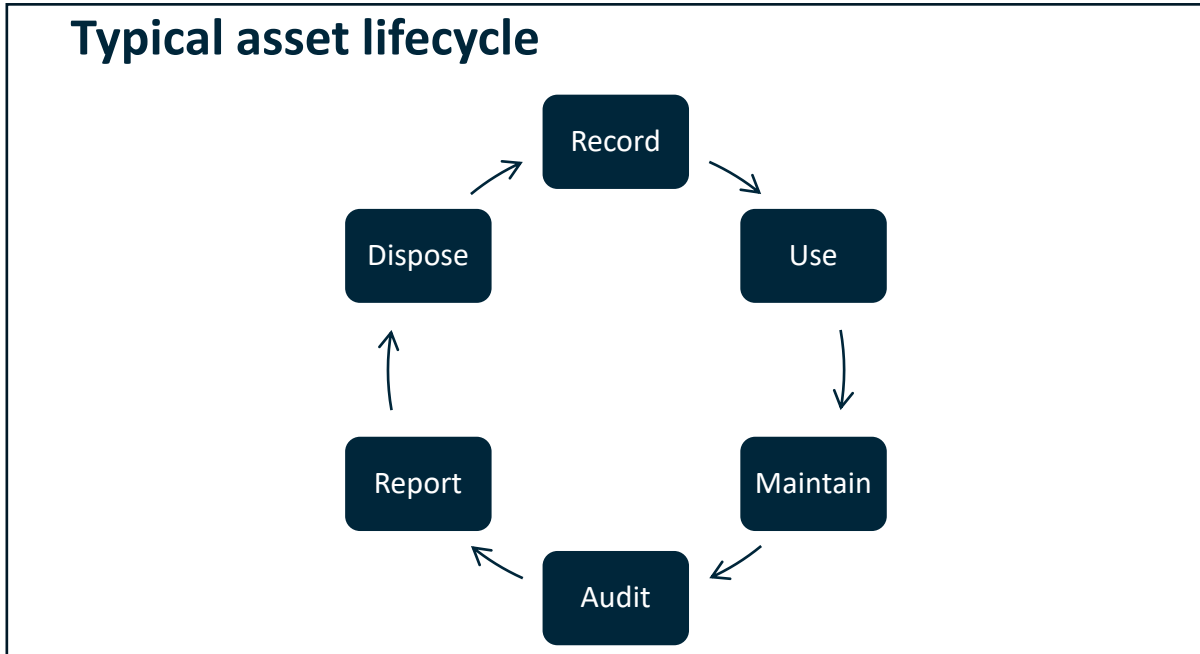 Typical asset lifecycle
Record
Use
Maintain
Audit
Report
Dispose